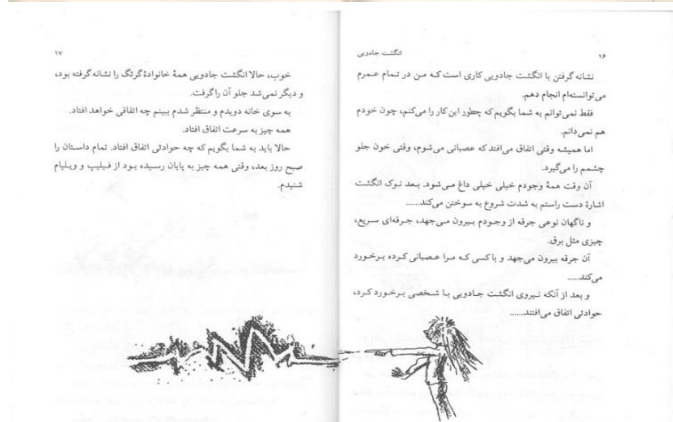 ۱۶
انگشت جادویی
نشانه گرفتن با انگشت جادویی کاری است که من در تمام عمرم
می‌توانسته‌ام انجام دهم.
فقط نمی‌توانم به شما بگویم که چطور این کار را می‌کنم، چون خودم
هم نمی‌دانم.
اما همیشه وقتی اتفاق می‌افتد که عصبانی می‌شوم، وقتی خون جلو
چشمم را می‌گیرد.
آن وقت همهٔ وجودم خیلی خیلی داغ می‌شود. بعد نوک انگشت
اشارهٔ دست راستم به شدت شروع به سوختن می‌کند......
و ناگهان نوعی جرقه از وجودم بیرون می‌جهد، جرقه‌ای سریع،
چیزی مثل برق.
آن جرقه بیرون می‌جهد و با کسی که مرا عصبانی کرده برخورد
می‌کند.....
و بعد از آنکه نیروی انگشت جادویی با شخصی برخورد کرد،
حوادثی اتفاق می‌افتند......
۱۷
خوب، حالا انگشت جادویی همهٔ خانوادهٔ گرگگ را نشانه گرفته بود،
و دیگر نمی‌شد جلو آن را گرفت.
به سوی خانه دویدم و منتظر شدم ببینم چه اتفاقی خواهد افتاد.
همه چیز به سرعت اتفاق افتاد.
حالا باید به شما بگویم که چه حوادثی اتفاق افتاد. تمام داستان را
صبح روز بعد، وقتی همه چیز به پایان رسیده بود از فیلیپ و ویلیام
شنیدم.